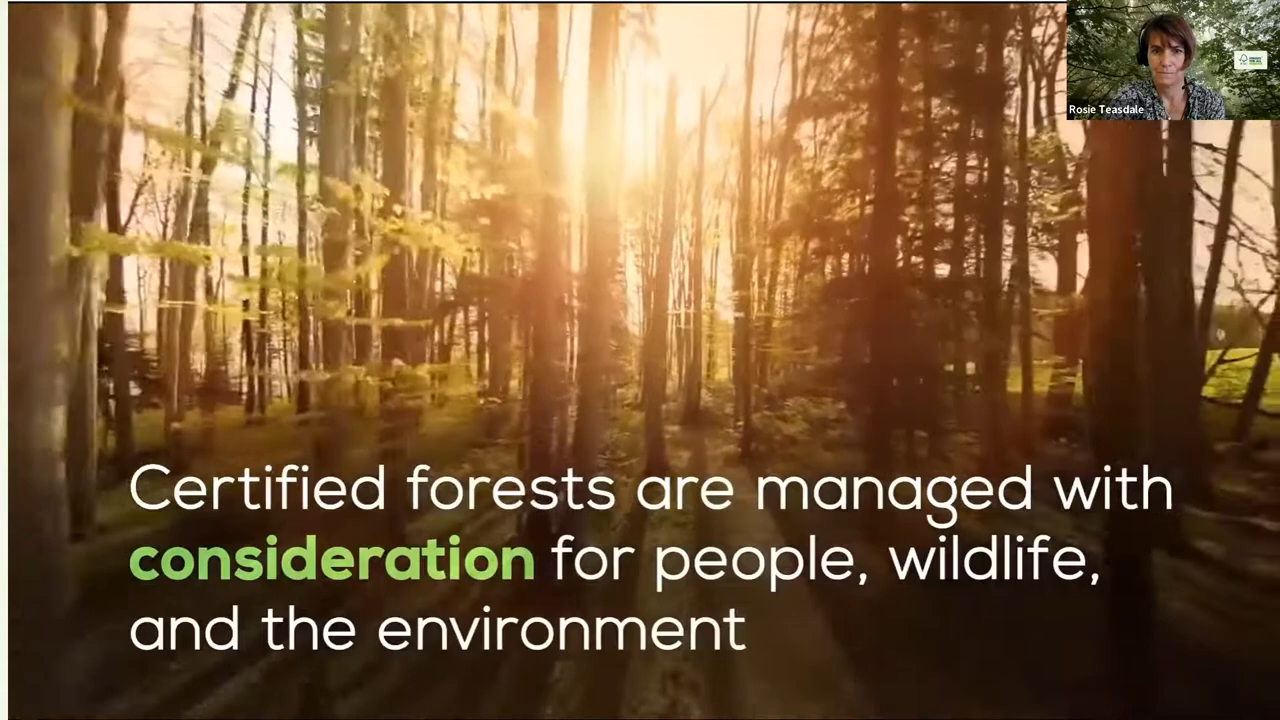 Rosie Teasdale
Certified forests are managed with
consideration for people, wildlife,
and the environment